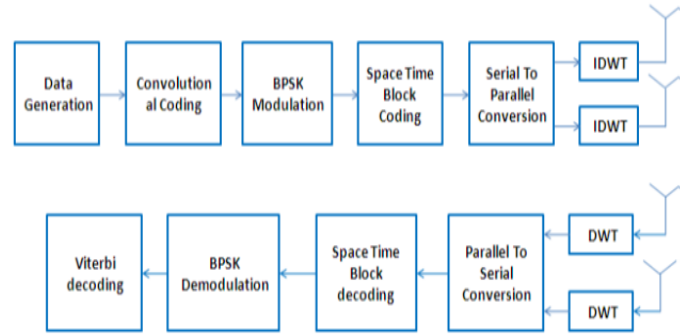 Data
Generation
Convolution
al Coding
BPSK
Modulation
Space Time
Block
Coding
Serial To
Parallel
Conversion
IDWT
IDWT
Viterbi
decoding
BPSK
Demodulation
Space Time
Block
decoding
Parallel To
Serial
Conversion
DWT
DWT